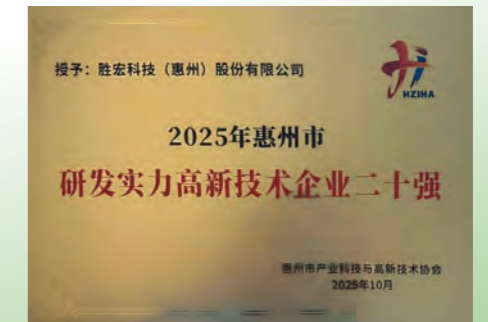 授予：胜宏科技（惠州）股份有限公司
HZIHA
2025年惠州市
研发实力高新技术企业二十强
惠州市产业科技与高新技术协会
2025年10月